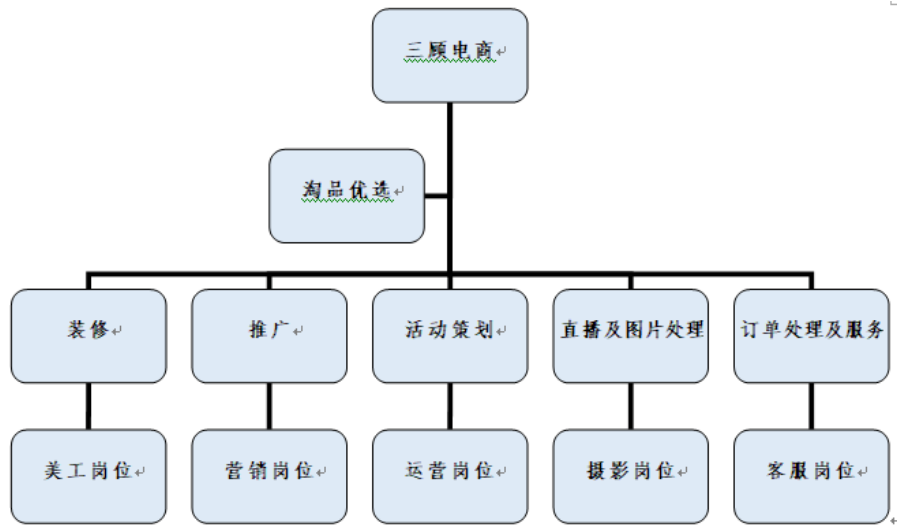 三顾电商
淘品优选
装修
推广
活动策划
直播及图片处理
订单处理及服务
美工岗位
营销岗位
运营岗位
摄影岗位
客服岗位